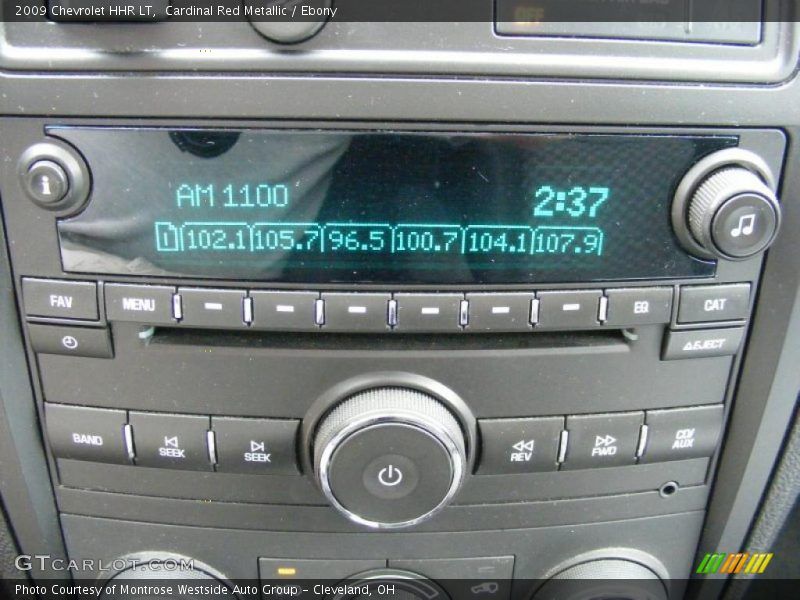 2009 Chevrolet HHR LT,  Cardinal Red Metallic / Ebony
OFF
AM 1100
2:37
1 102.1 105.7 96.5 100.7 104.1 107.9
FAV
MENU
EQ
CAT
EJECT
BAND
SEEK
SEEK
REV
FWD
CD/
AUX
GTCARLOT.COM
Photo Courtesy of Montrose Westside Auto Group - Cleveland, OH